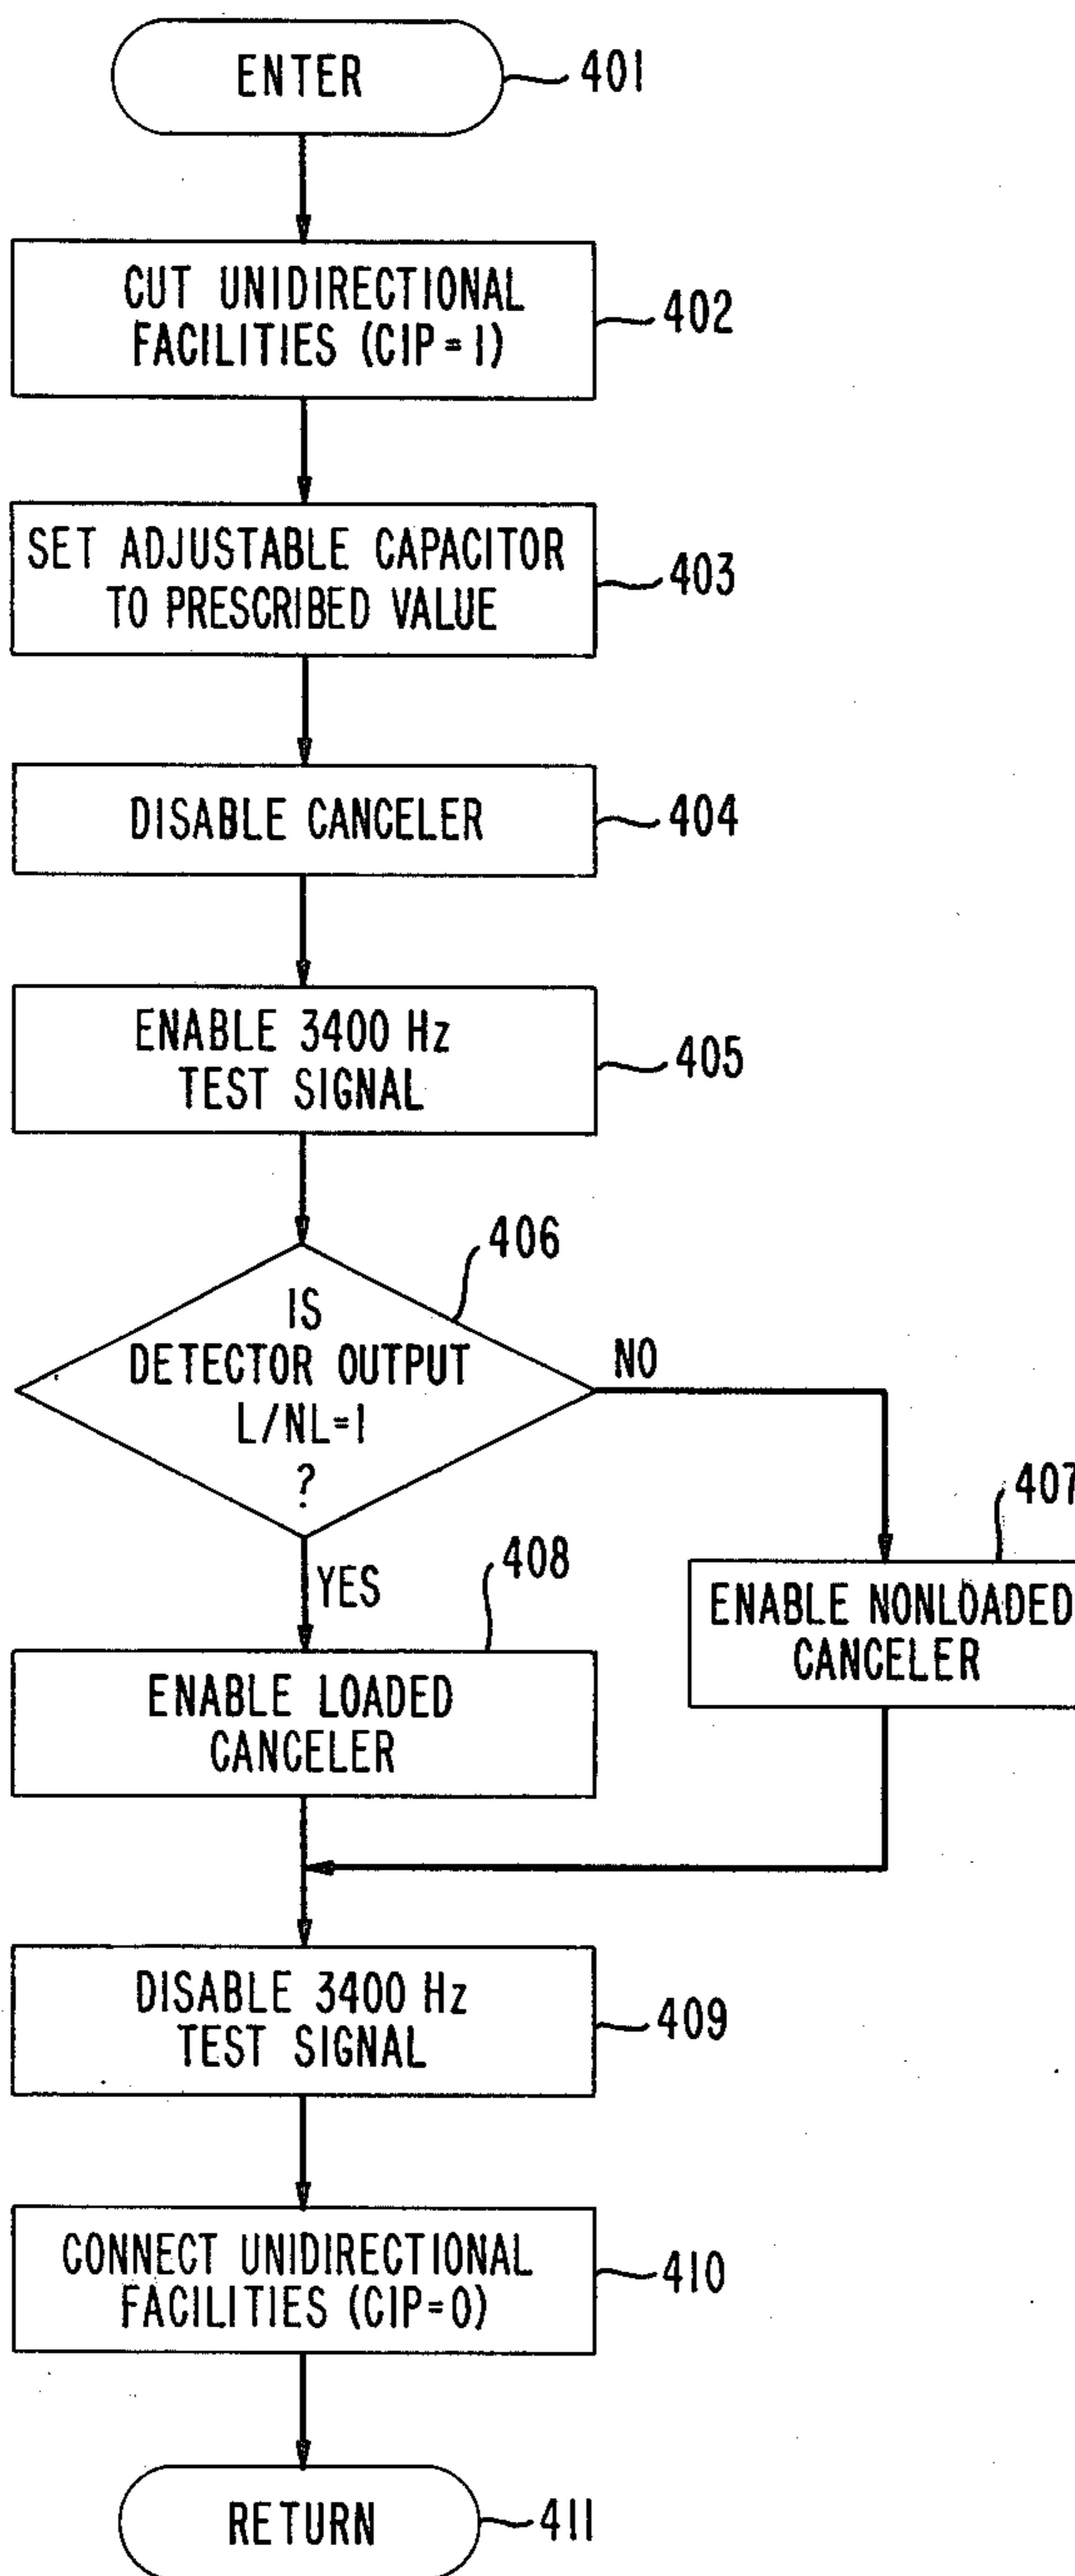 ENTER
401
CUT UNIDIRECTIONAL
FACILITIES (CIP=1)
402
SET ADJUSTABLE CAPACITOR
TO PRESCRIBED VALUE
403
DISABLE CANCELER
404
ENABLE 3400 Hz
TEST SIGNAL
405
406
IS
DETECTOR OUTPUT
L/NL=1
?
NO
YES
407
ENABLE NONLOADED
CANCELER
408
ENABLE LOADED
CANCELER
DISABLE 3400 Hz
TEST SIGNAL
409
CONNECT UNIDIRECTIONAL
FACILITIES (CIP=0)
410
RETURN
411